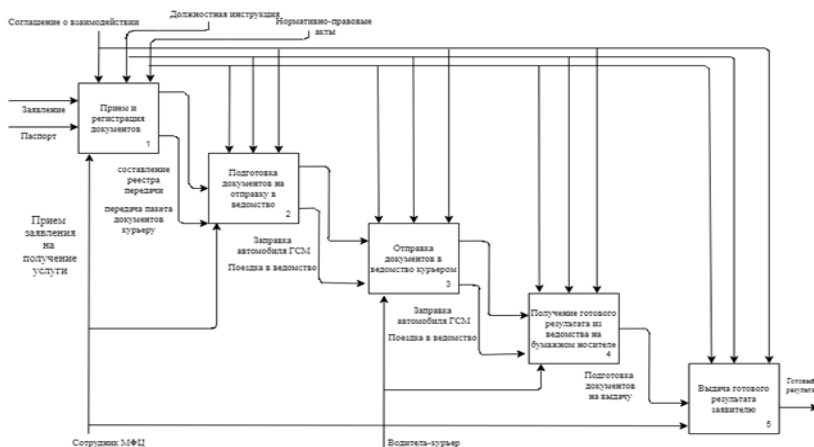 Соглашение о взаимодействии
Должностная инструкция
Нормативно-правовые
акты
Заявление
Паспорт
Прием и
регистрация
документов
1
составление
реестра
передачи
передача пакета
документов
курьеру
Прием
заявления
на
получение
услуги
Подготовка
документов на
отправку в
ведомство
2
Заправка
автомобиля ГСМ
Поездка в ведомство
Отправка
документов в
ведомство курьером
3
Заправка
автомобиля ГСМ
Поездка в ведомство
Получение готового
результата из
ведомства на
бумажном носителе
4
Подготовка
документов
на выдачу
Выдача готового
результата
заявителю
5
Готовый
результат
Сотрудник МФЦ
Водитель-курьер